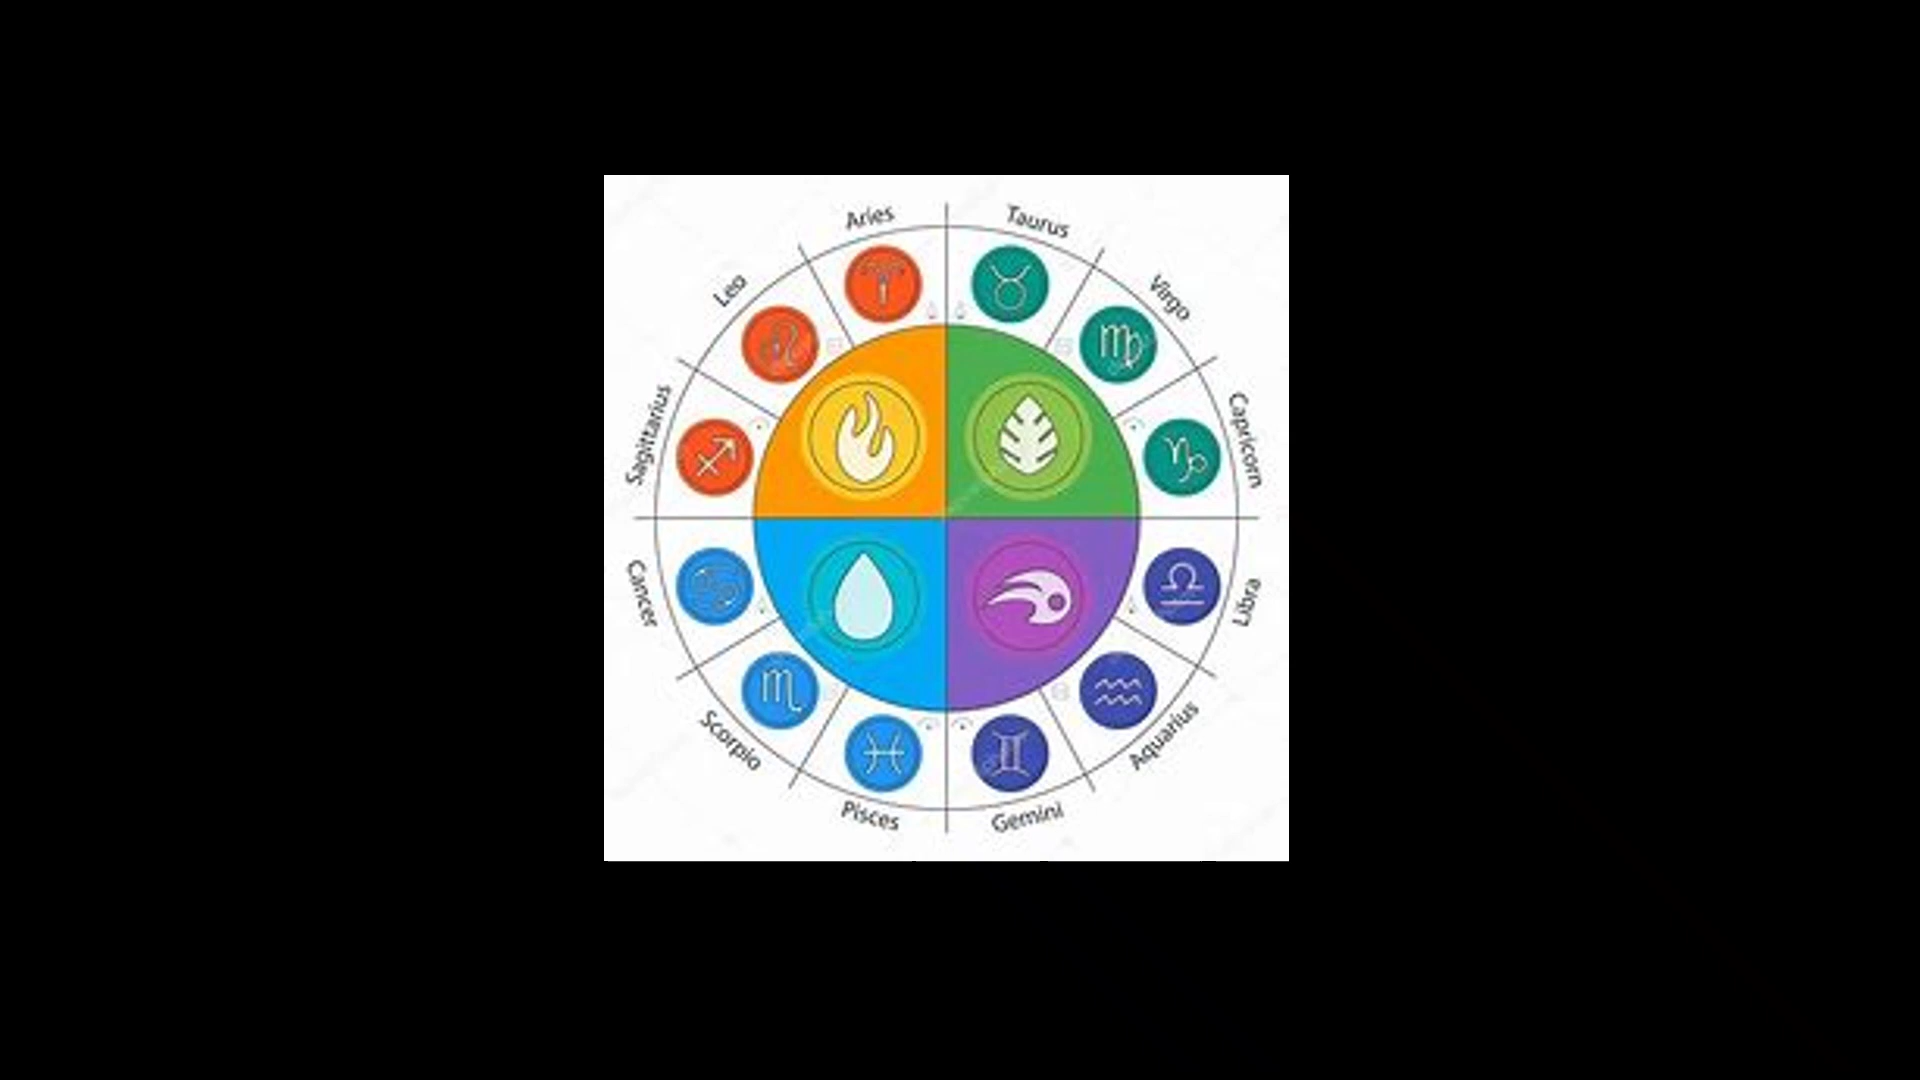 Aries
Taurus
Leo
Virgo
Sagittarius
Capricorn
Cancer
Libra
Scorpio
Aquarius
Pisces
Gemini